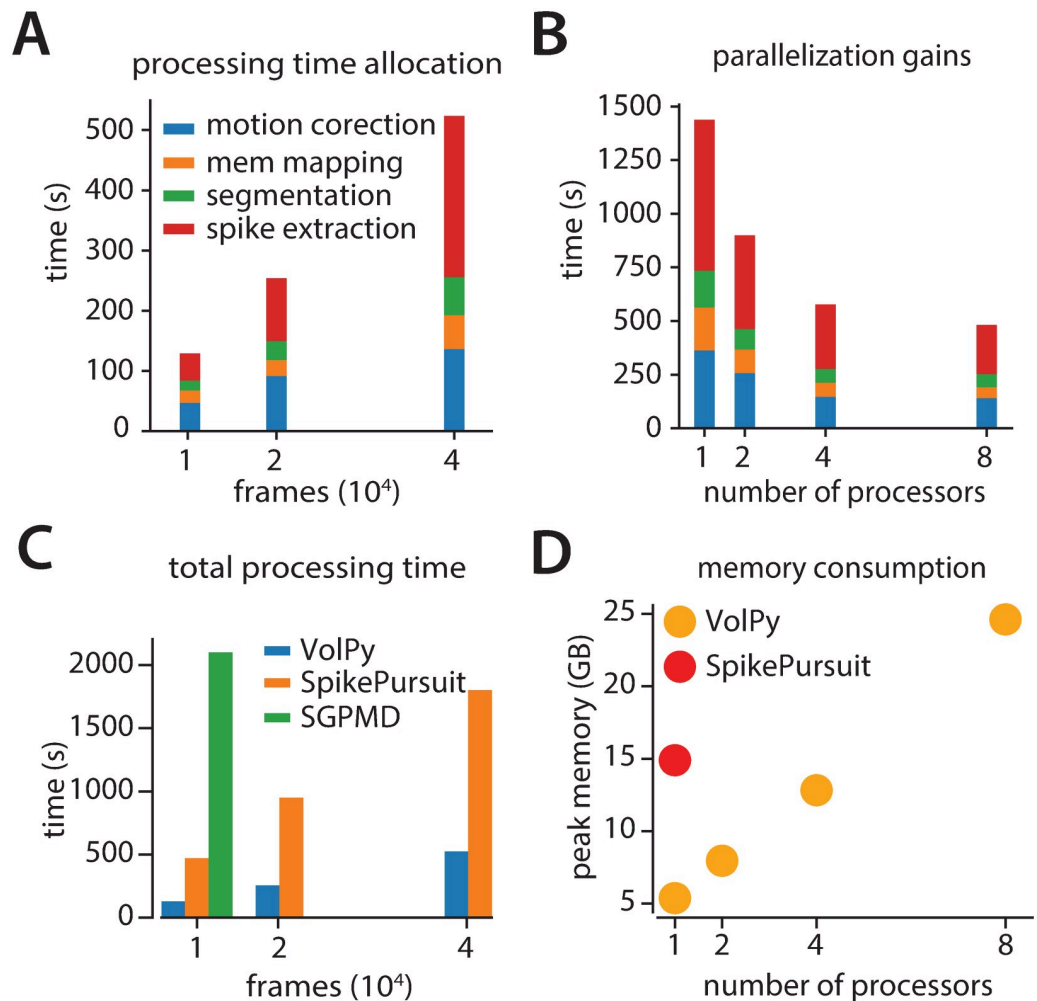 A
processing time allocation
time (s)
500
400
300
200
100
0
motion corection
mem mapping
segmentation
spike extraction
1 2 4
frames (10⁴)
B
parallelization gains
time (s)
1500
1250
1000
750
500
250
0
1 2 4 8
number of processors
C
total processing time
time (s)
2000
1500
1000
500
0
VolPy
SpikePursuit
SGPMD
1 2 4
frames (10⁴)
D
memory consumption
peak memory (GB)
25
20
15
10
5
VolPy
SpikePursuit
1 2 4 8
number of processors